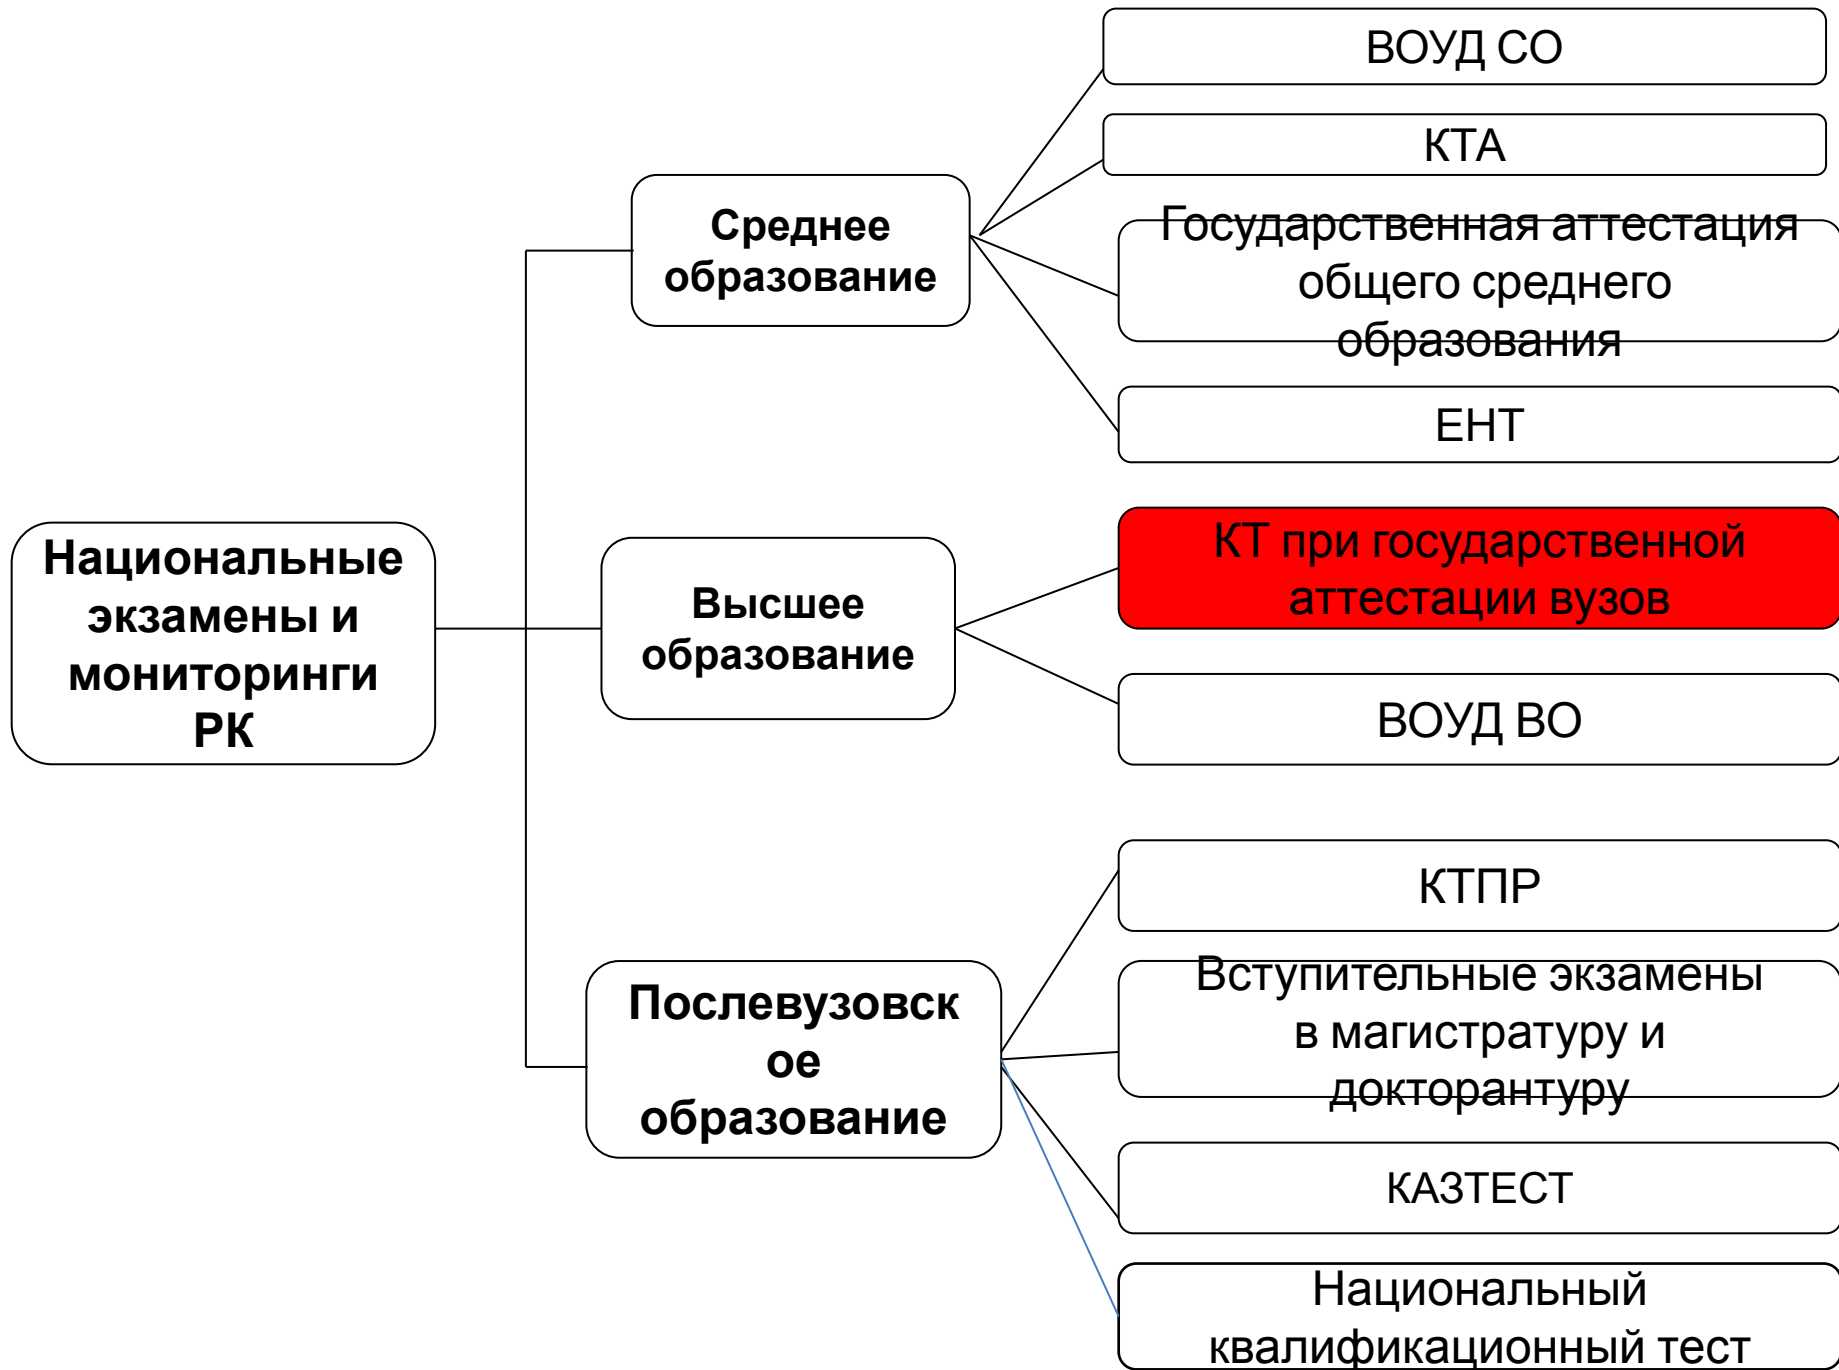 Национальные
экзамены и
мониторинги
РК
Среднее
образование
ВОУД СО
КТА
Государственная аттестация
общего среднего
образования
ЕНТ
Высшее
образование
КТ при государственной
аттестации вузов
ВОУД ВО
Послевузовск
ое
образование
КТПР
Вступительные экзамены
в магистратуру и
докторантуру
КАЗТЕСТ
Национальный
квалификационный тест